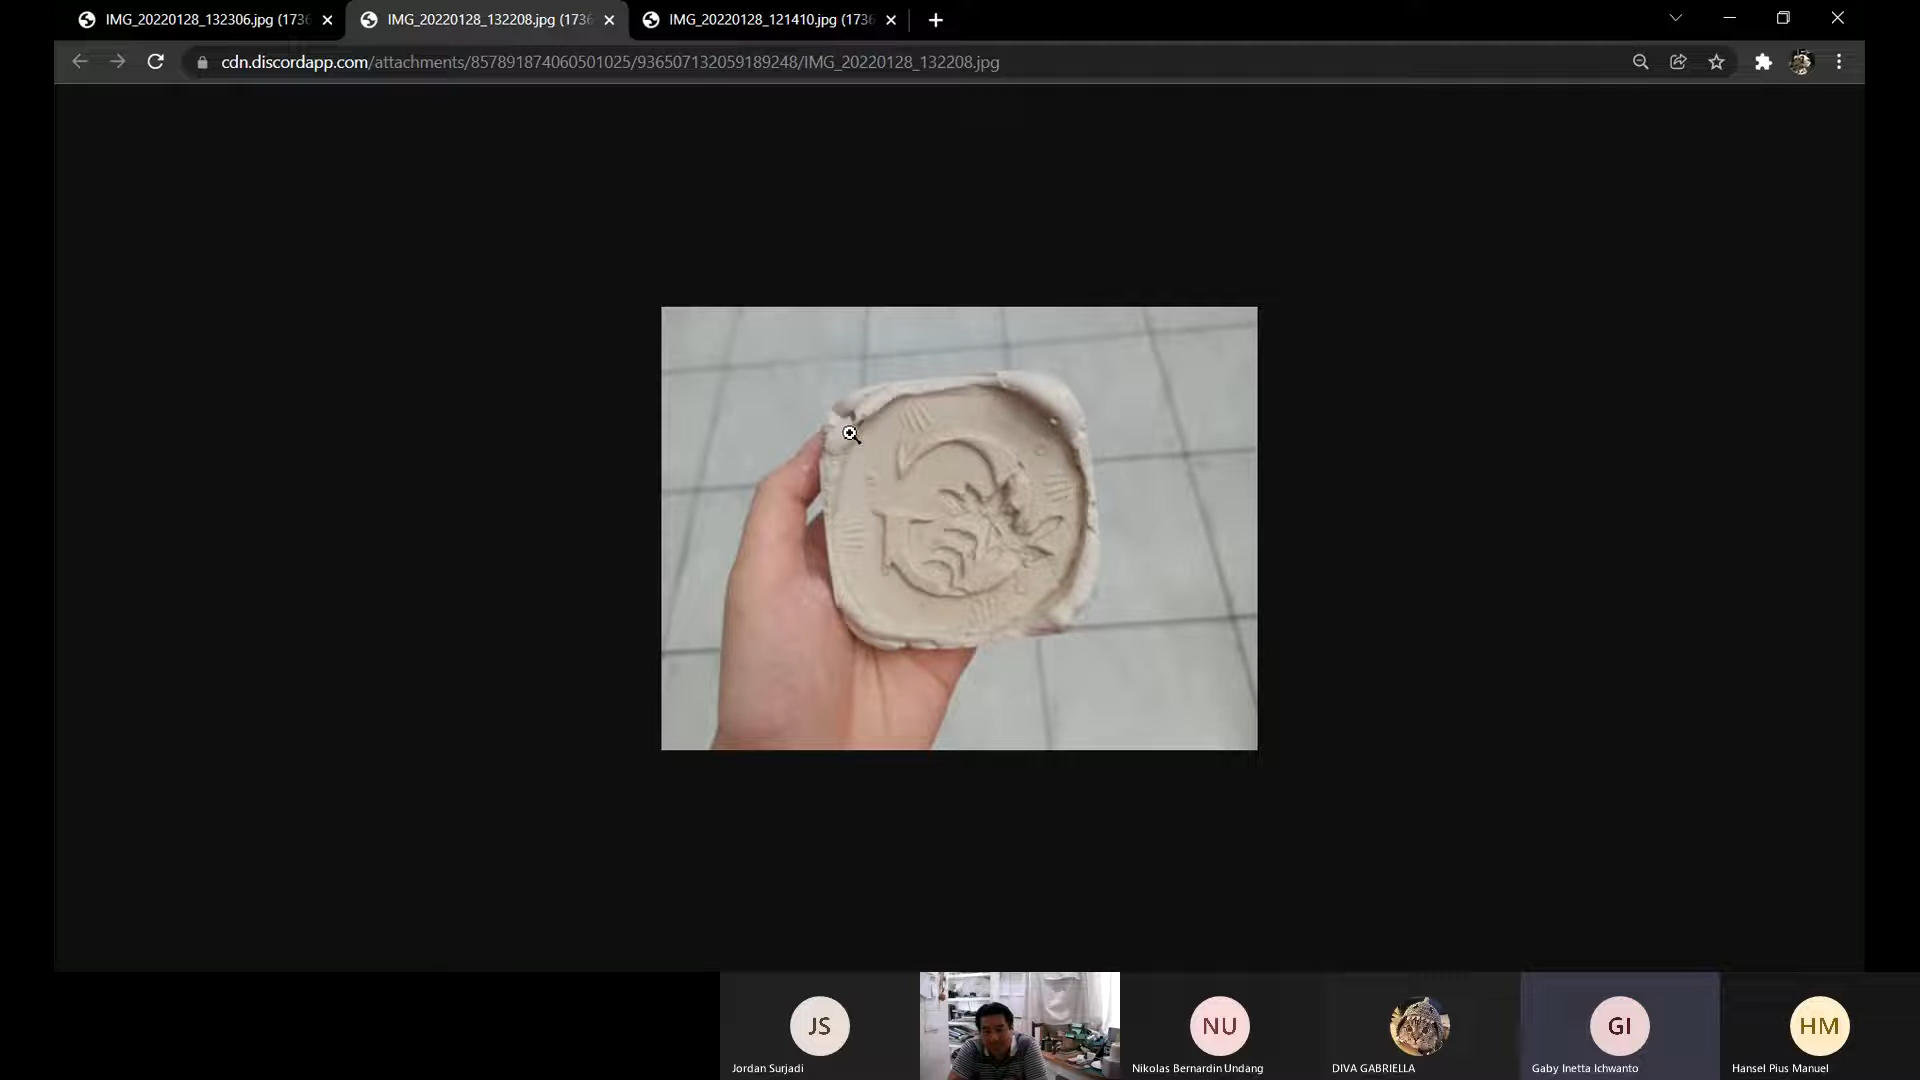 IMG_20220128_132306.jpg (1736
IMG_20220128_132208.jpg (1736
IMG_20220128_121410.jpg (1736
cdn.discordapp.com/attachments/857891874060501025/936507132059189248/IMG_20220128_132208.jpg
JS
NU
GI
HM
Jordan Surjadi
Nikolas Bernardin Undang
DIVA GABRIELLA
Gaby Inetta Ichwanto
Hansel Pius Manuel